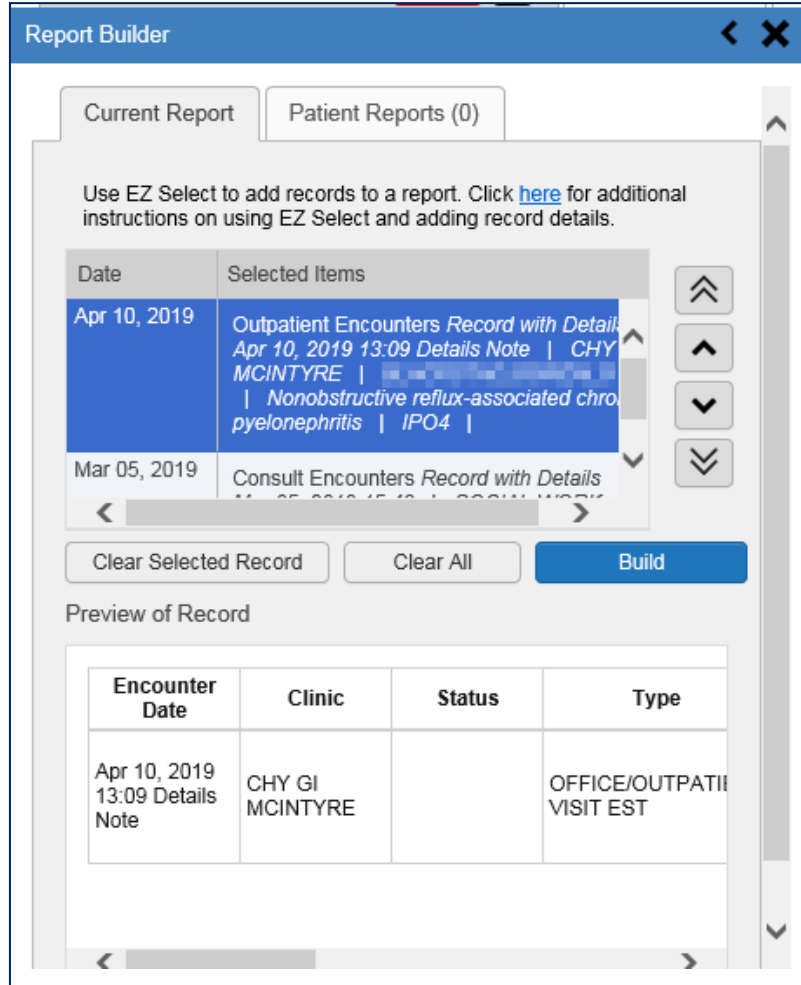 Report Builder
Current Report
Patient Reports (0)
Use EZ Select to add records to a report. Click here for additional
instructions on using EZ Select and adding record details.
Date Selected Items
Apr 10, 2019
Outpatient Encounters Record with Detail
Apr 10, 2019 13:09 Details Note | CHY
MCINTYRE |
| Nonobstructive reflux-associated chro
pyelonephritis | IPO4 |
Mar 05, 2019
Consult Encounters Record with Details
Clear Selected Record
Clear All
Build
Preview of Record
Encounter
Date
Clinic
Status
Type
Apr 10, 2019
13:09 Details
Note
CHY GI
MCINTYRE
OFFICE/OUTPATIE
VISIT EST